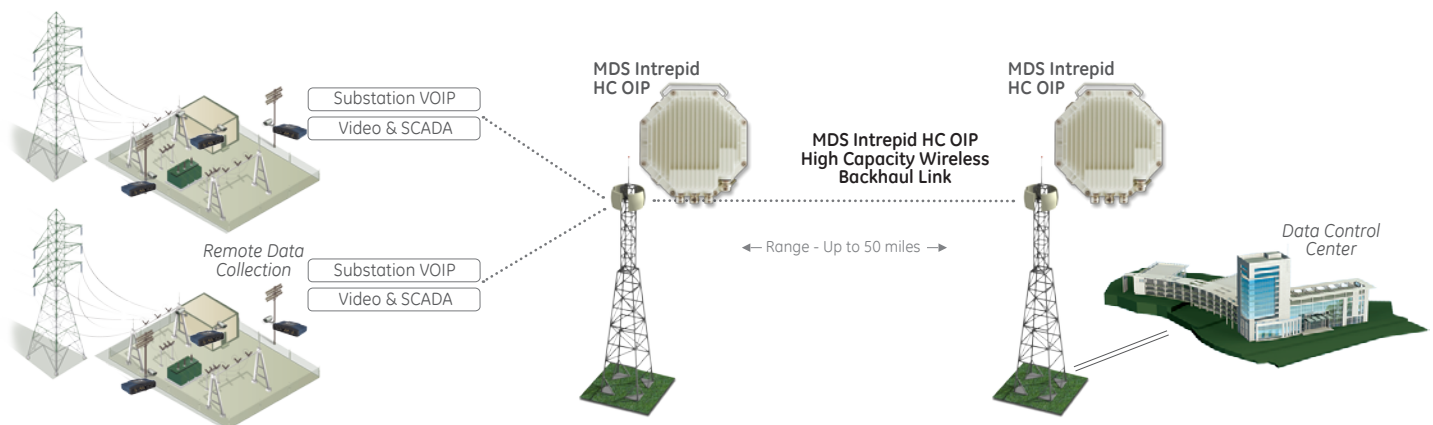 Substation VOIP
Video & SCADA
Remote Data
Collection
Substation VOIP
Video & SCADA
MDS Intrepid
HC OIP
MDS Intrepid HC OIP
High Capacity Wireless
Backhaul Link
Range - Up to 50 miles
MDS Intrepid
HC OIP
Data Control
Center